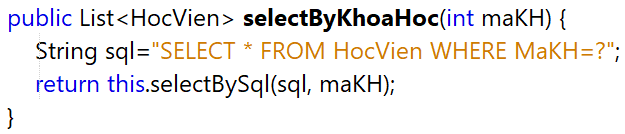 public List<HocVien> selectByKhoaHoc(int maKH) {
    String sql="SELECT * FROM HocVien WHERE MaKH=?";
    return this.selectBySql(sql, maKH);
}